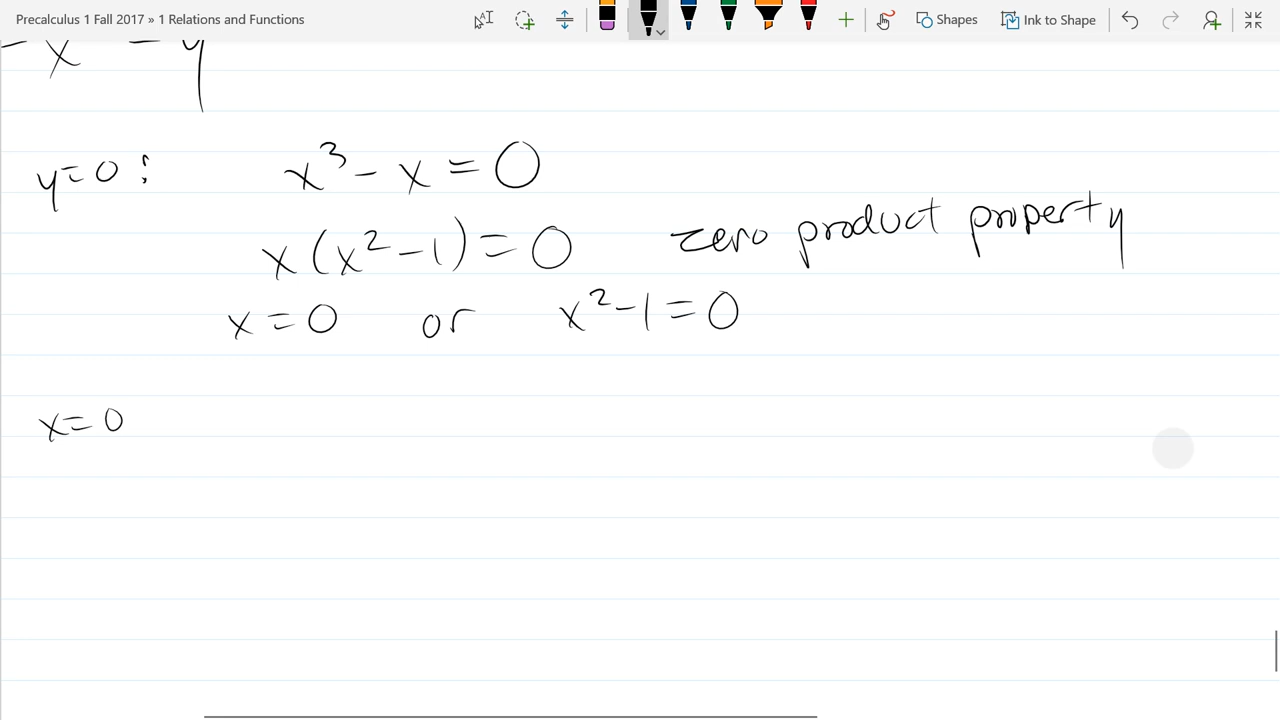 Precalculus 1 Fall 2017 » 1 Relations and Functions
Shapes
Ink to Shape
- x = y
y=0: x³ - x = 0
x(x² - 1) = 0 zero product property
x = 0 or x² - 1 = 0
x = 0